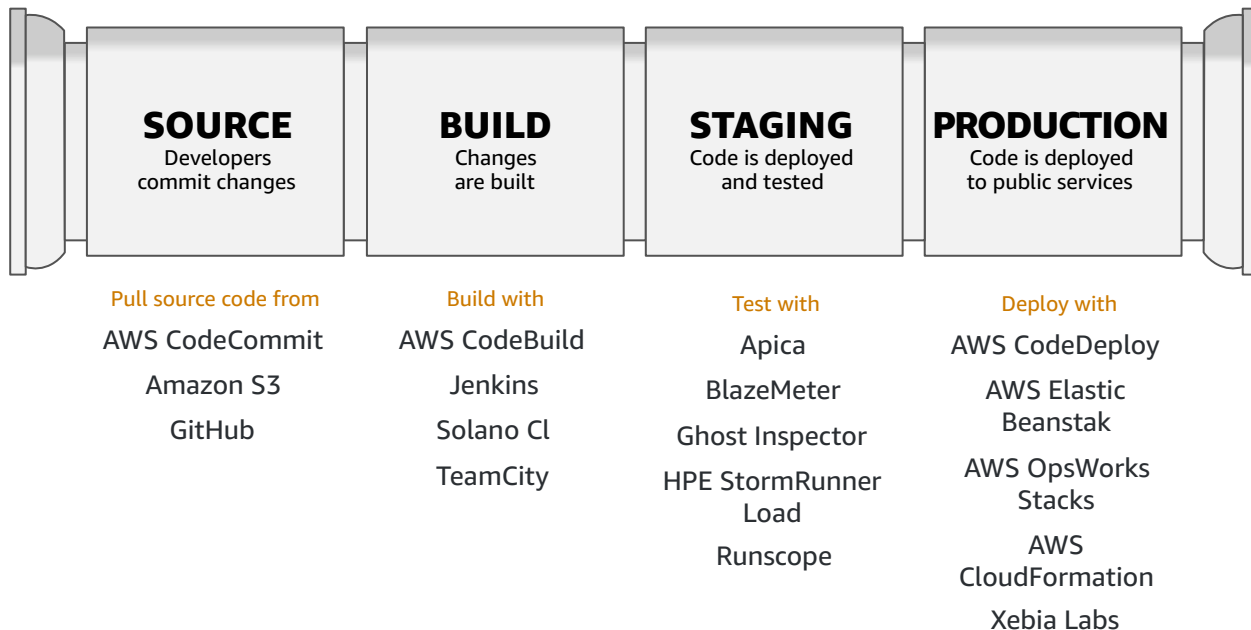 SOURCE
Developers
commit changes
BUILD
Changes
are built
STAGING
Code is deployed
and tested
PRODUCTION
Code is deployed
to public services
Pull source code from
AWS CodeCommit
Amazon S3
GitHub
Build with
AWS CodeBuild
Jenkins
Solano Cl
TeamCity
Test with
Apica
BlazeMeter
Ghost Inspector
HPE StormRunner
Load
Runscope
Deploy with
AWS CodeDeploy
AWS Elastic
Beanstak
AWS OpsWorks
Stacks
AWS
CloudFormation
Xebia Labs